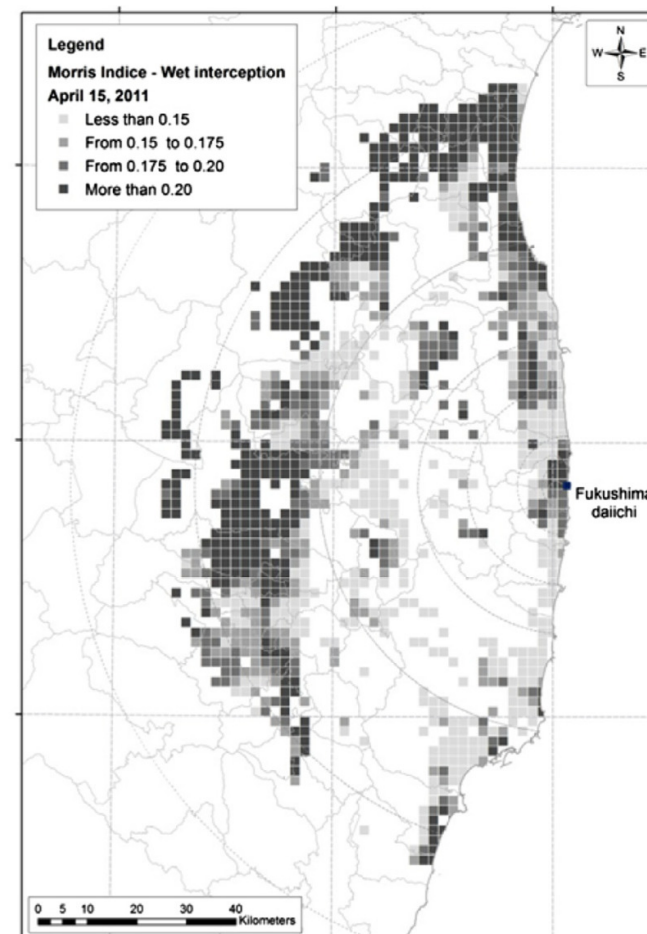 Legend
Morris Indice - Wet interception
April 15, 2011
Less than 0.15
From 0.15 to 0.175
From 0.175 to 0.20
More than 0.20
N
W E
S
Fukushima
daiichi
0 5 10 20 30 40
Kilometers